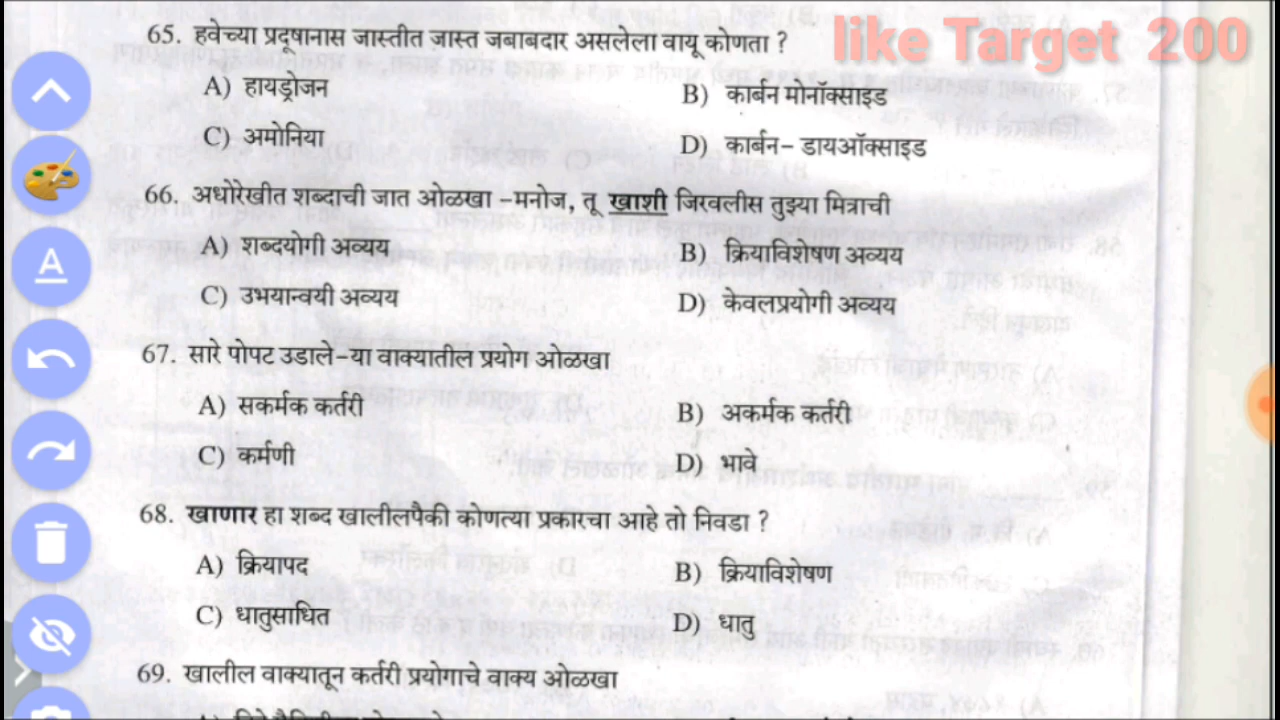 like Target 200
65. हवेच्या प्रदूषानास जास्तीत जास्त जबाबदार असलेला वायू कोणता ?
A) हायड्रोजन B) कार्बन मोनॉक्साइड
C) अमोनिया D) कार्बन- डायऑक्साइड
66. अधोरेखीत शब्दाची जात ओळखा -मनोज, तू खाशी जिरवलीस तुझ्या मित्राची
A) शब्दयोगी अव्यय B) क्रियाविशेषण अव्यय
C) उभयान्वयी अव्यय D) केवलप्रयोगी अव्यय
67. सारे पोपट उडाले-या वाक्यातील प्रयोग ओळखा
A) सकर्मक कर्तरी B) अकर्मक कर्तरी
C) कर्मणी D) भावे
68. खाणार हा शब्द खालीलपैकी कोणत्या प्रकारचा आहे तो निवडा ?
A) क्रियापद B) क्रियाविशेषण
C) धातुसाधित D) धातु
69. खालील वाक्यातून कर्तरी प्रयोगाचे वाक्य ओळखा